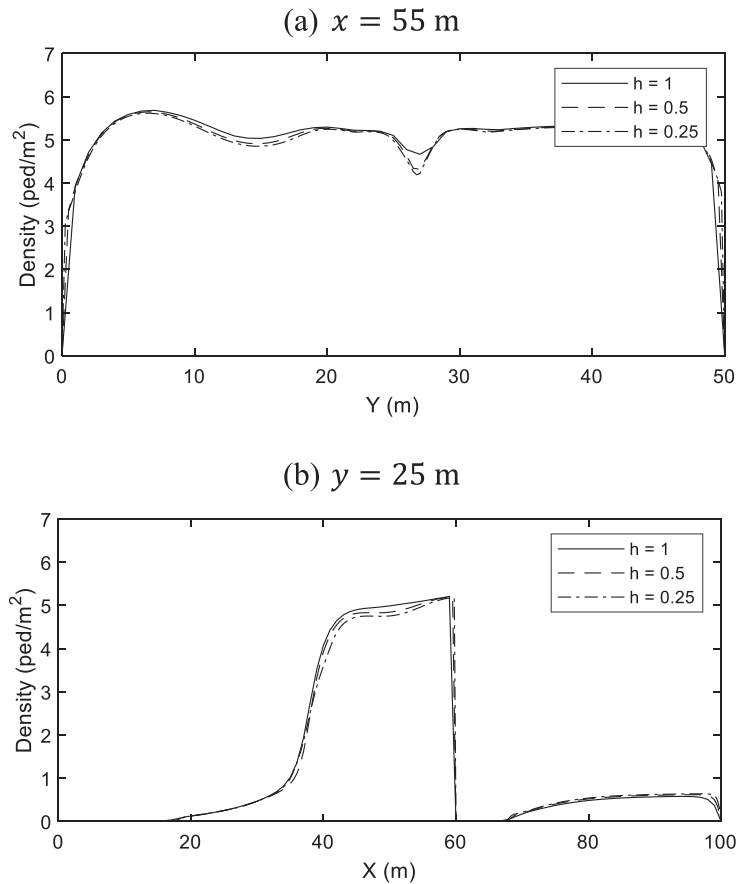 (a) 𝑥 = 55 m
7
6
5
4
3
2
1
0
Density (ped/m²)
h = 1
h = 0.5
h = 0.25
0 10 20 30 40 50
Y (m)
(b) 𝑦 = 25 m
7
6
5
4
3
2
1
0
Density (ped/m²)
h = 1
h = 0.5
h = 0.25
0 20 40 60 80 100
X (m)